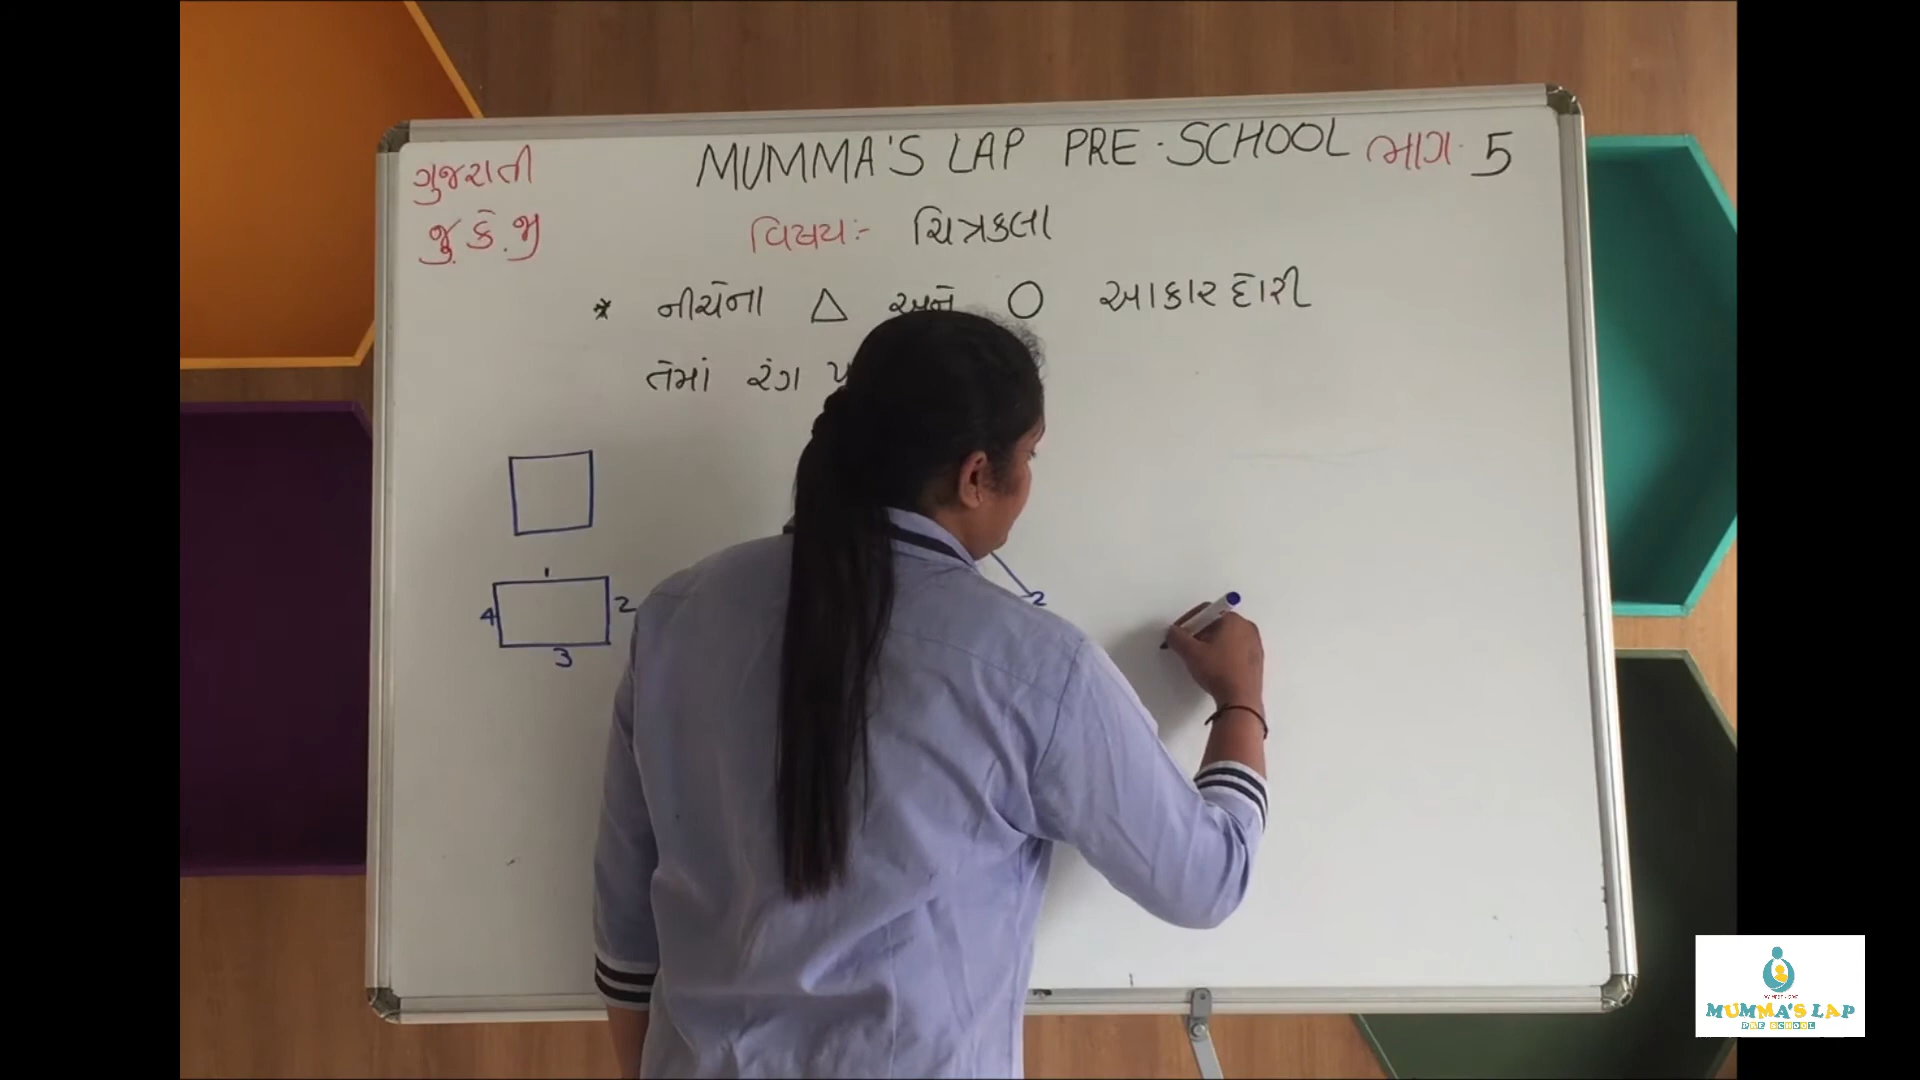 ગુજરાતી
MUMMA'S LAP PRE-SCHOOL
ભાગ- 5
જુ. કે. જી
વિષય:- ચિત્રકલા
* નીચેના △ અને ○ આકાર દોરી
તેમાં રંગ
1
4 2
3
2
MUMMA'S LAP
PRE SCHOOL